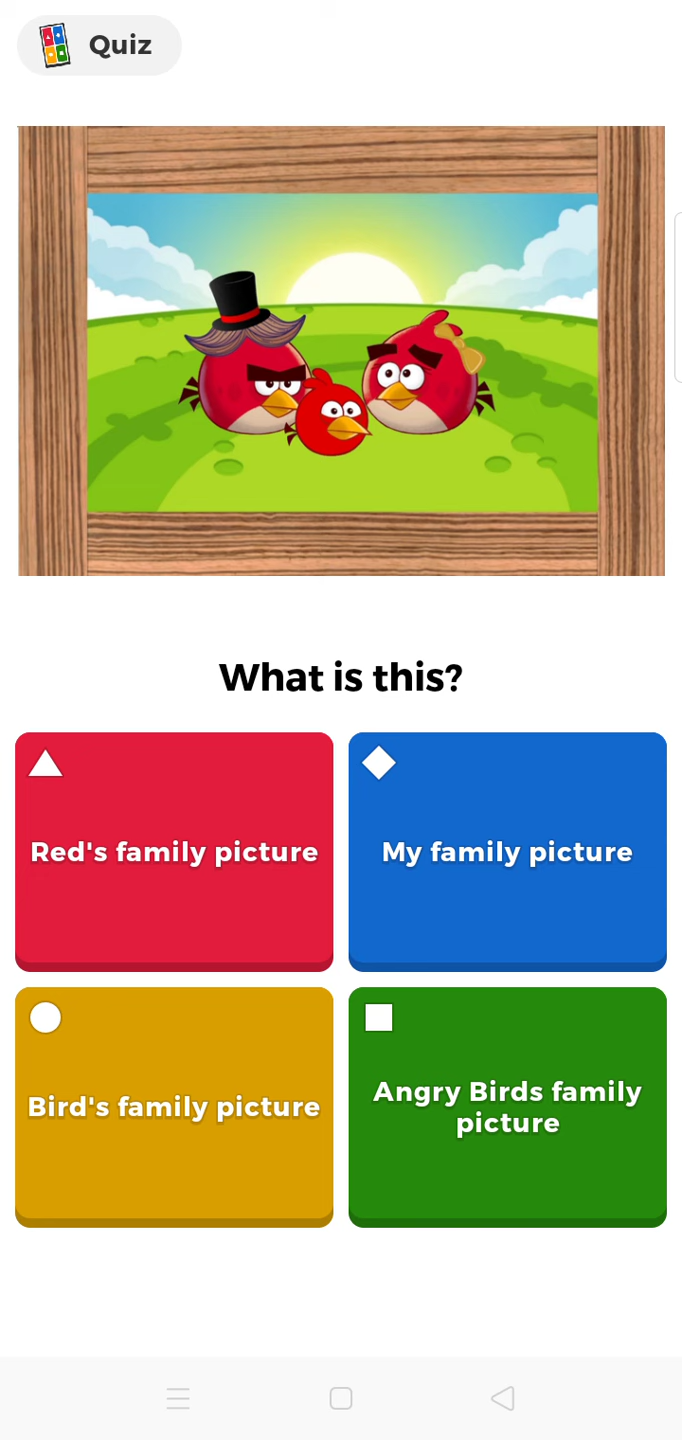 Quiz
What is this?
Red's family picture
My family picture
Bird's family picture
Angry Birds family
picture